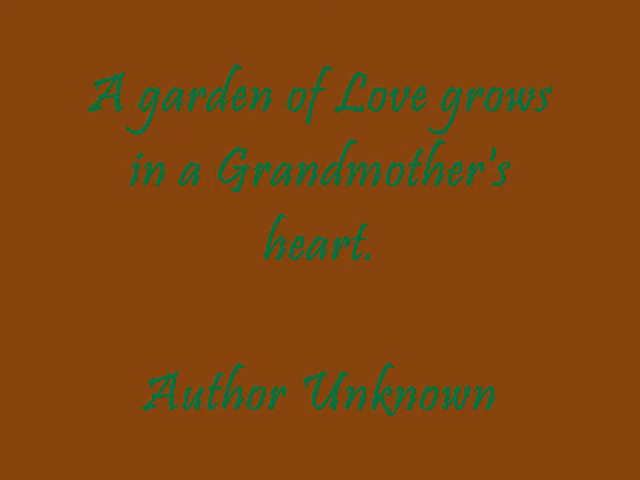 A garden of Love grows
in a Grandmother's
heart.
Author Unknown